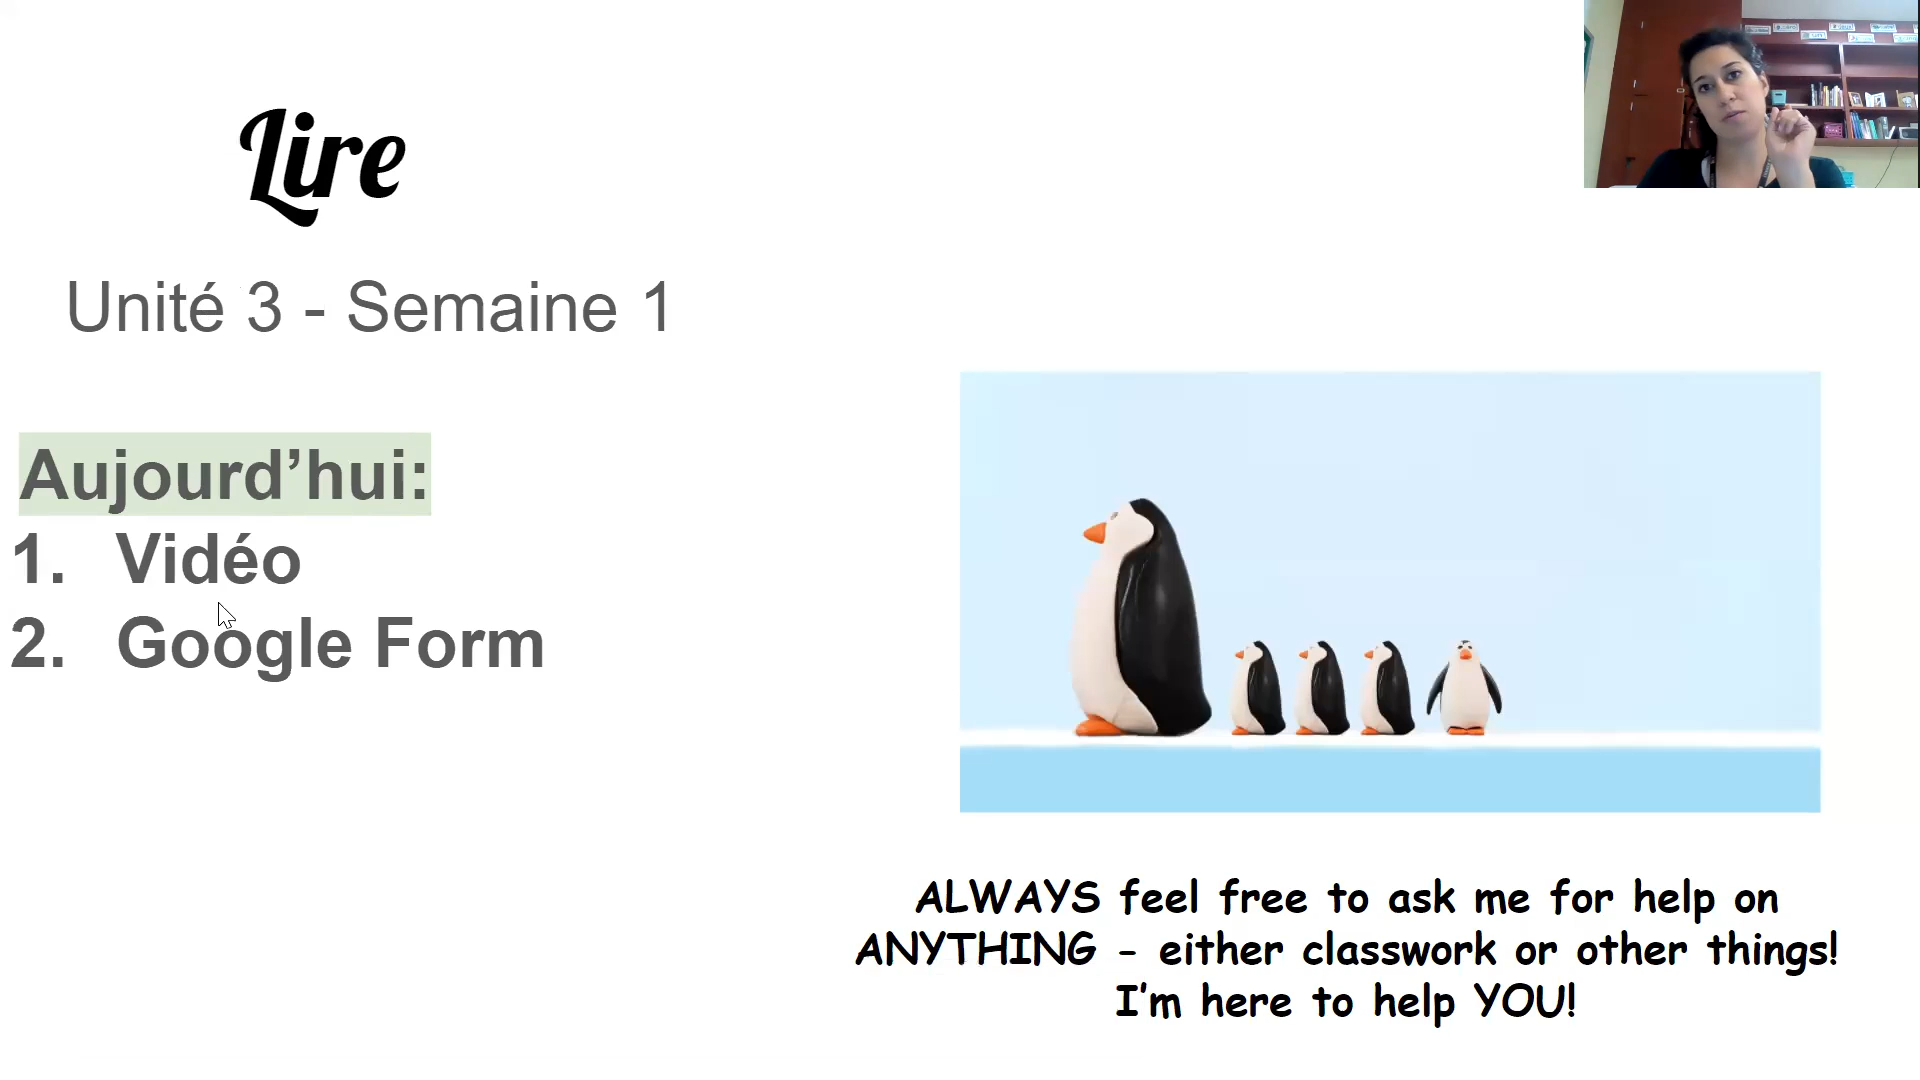 Lire
Unité 3 - Semaine 1
Aujourd’hui:
1. Vidéo
2. Google Form
ALWAYS feel free to ask me for help on
ANYTHING - either classwork or other things!
I’m here to help YOU!